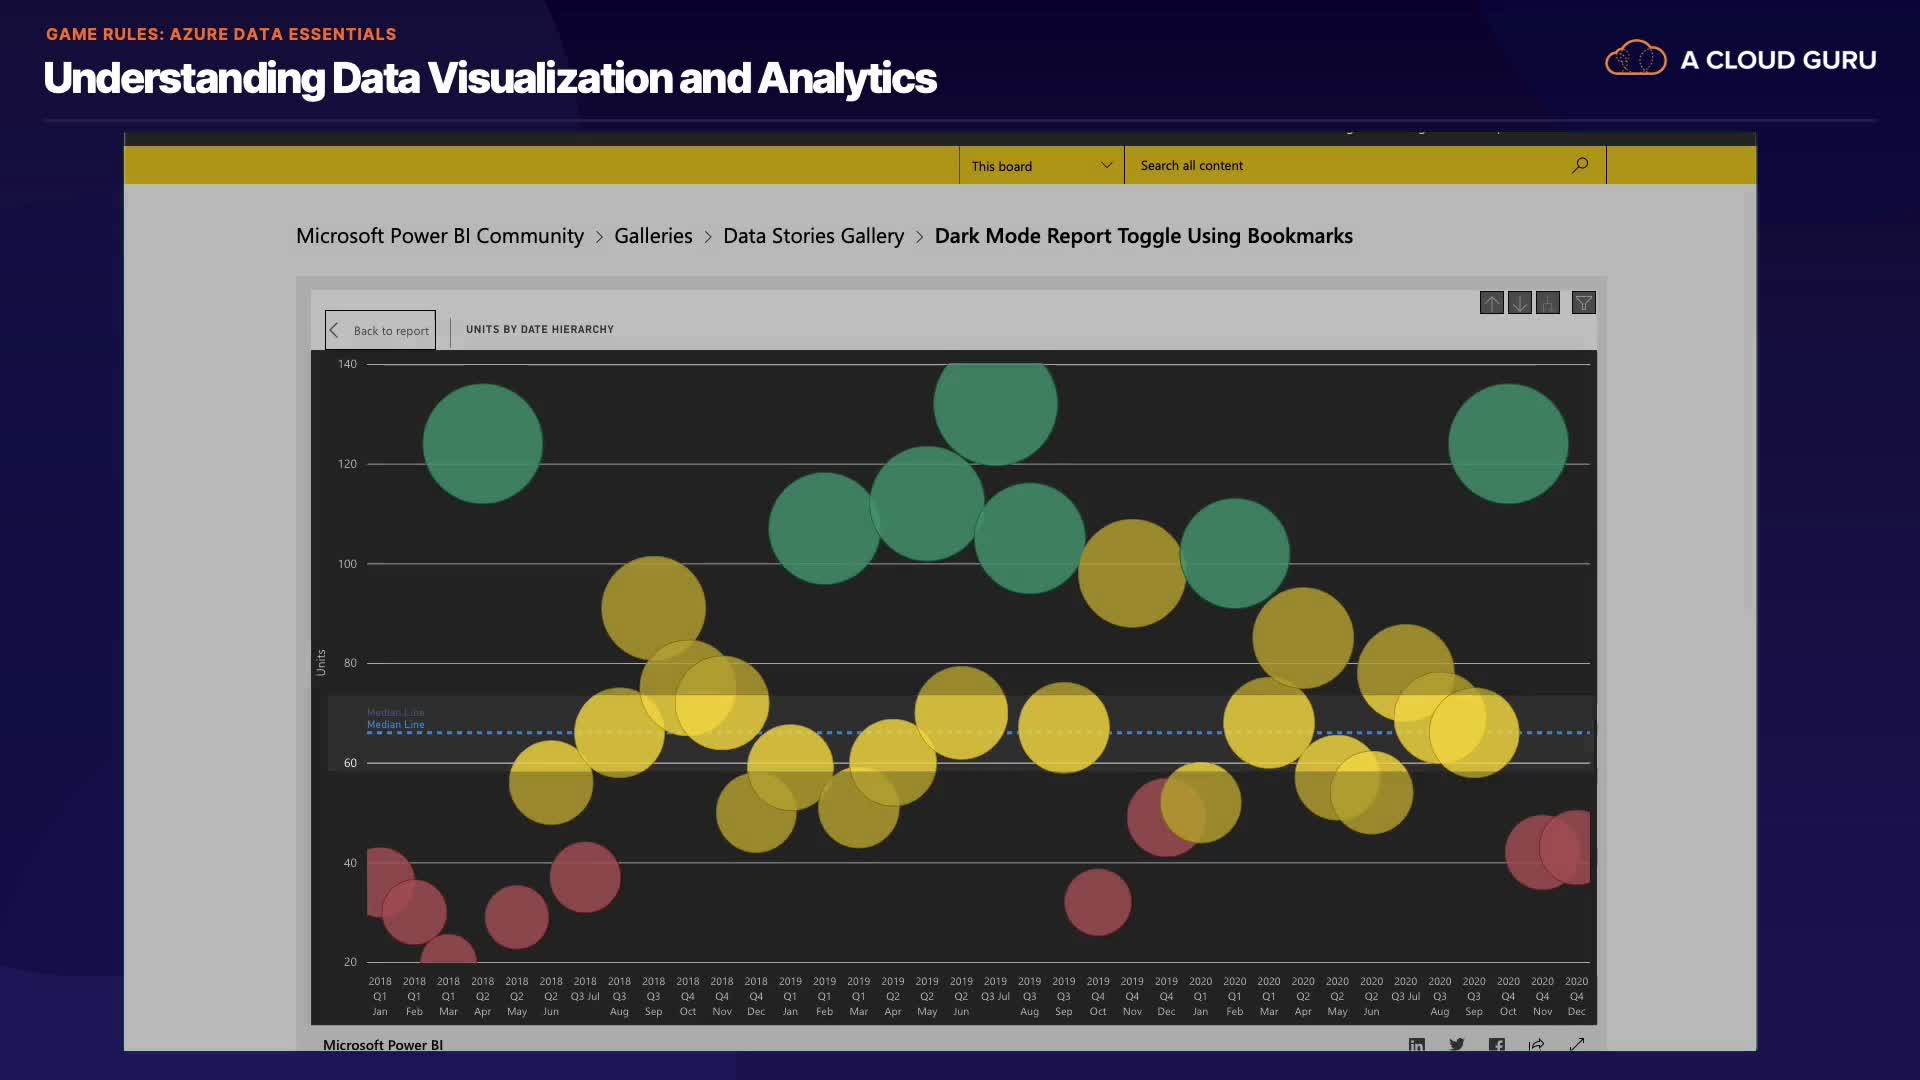 GAME RULES: AZURE DATA ESSENTIALS
Understanding Data Visualization and Analytics
A CLOUD GURU
This board
Search all content
Microsoft Power BI Community > Galleries > Data Stories Gallery > Dark Mode Report Toggle Using Bookmarks
Back to report
UNITS BY DATE HIERARCHY
140
120
100
Units
80
Median Line
Median Line
60
40
20
2018 2018 2018 2018 2018 2018 2018 2018 2018 2018 2018 2018 2019 2019 2019 2019 2019 2019 2019 2019 2019 2019 2019 2019 2020 2020 2020 2020 2020 2020 2020 2020 2020 2020 2020 2020
Q1 Q1 Q1 Q2 Q2 Q2 Q3 Jul Q3 Q3 Q4 Q4 Q4 Q1 Q1 Q1 Q2 Q2 Q2 Q3 Jul Q3 Q3 Q4 Q4 Q4 Q1 Q1 Q1 Q2 Q2 Q2 Q3 Jul Q3 Q3 Q4 Q4 Q4
Jan Feb Mar Apr May Jun Aug Sep Oct Nov Dec Jan Feb Mar Apr May Jun Aug Sep Oct Nov Dec Jan Feb Mar Apr May Jun Aug Sep Oct Nov Dec
Microsoft Power BI